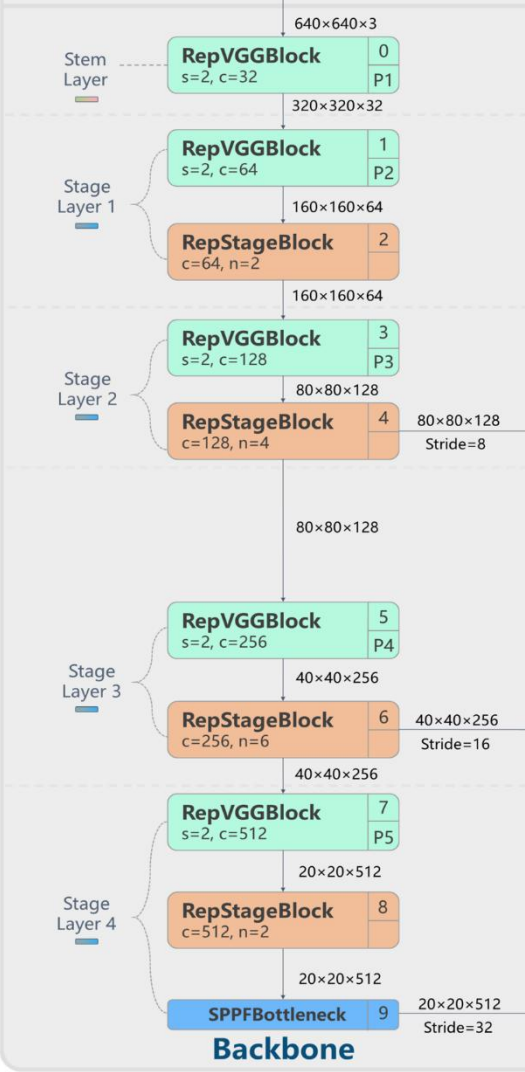 640×640×3
Stem
Layer
RepVGGBlock
s=2, c=32
0
P1
320×320×32
Stage
Layer 1
RepVGGBlock
s=2, c=64
1
P2
160×160×64
RepStageBlock
c=64, n=2
2
160×160×64
Stage
Layer 2
RepVGGBlock
s=2, c=128
3
P3
80×80×128
RepStageBlock
c=128, n=4
4
80×80×128
Stride=8
80×80×128
Stage
Layer 3
RepVGGBlock
s=2, c=256
5
P4
40×40×256
RepStageBlock
c=256, n=6
6
40×40×256
Stride=16
40×40×256
Stage
Layer 4
RepVGGBlock
s=2, c=512
7
P5
20×20×512
RepStageBlock
c=512, n=2
8
20×20×512
SPPFBottleneck
9
20×20×512
Stride=32
Backbone